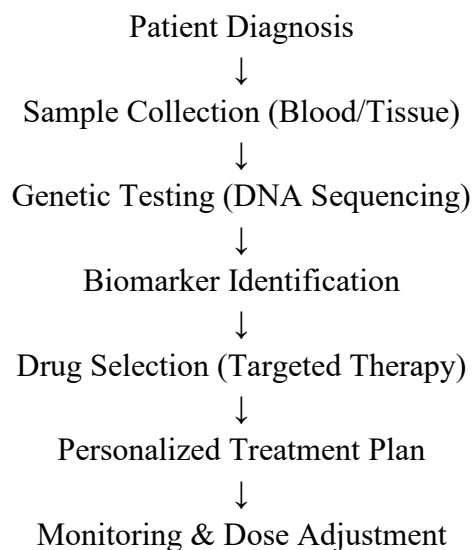 Patient Diagnosis
↓
Sample Collection (Blood/Tissue)
↓
Genetic Testing (DNA Sequencing)
↓
Biomarker Identification
↓
Drug Selection (Targeted Therapy)
↓
Personalized Treatment Plan
↓
Monitoring & Dose Adjustment